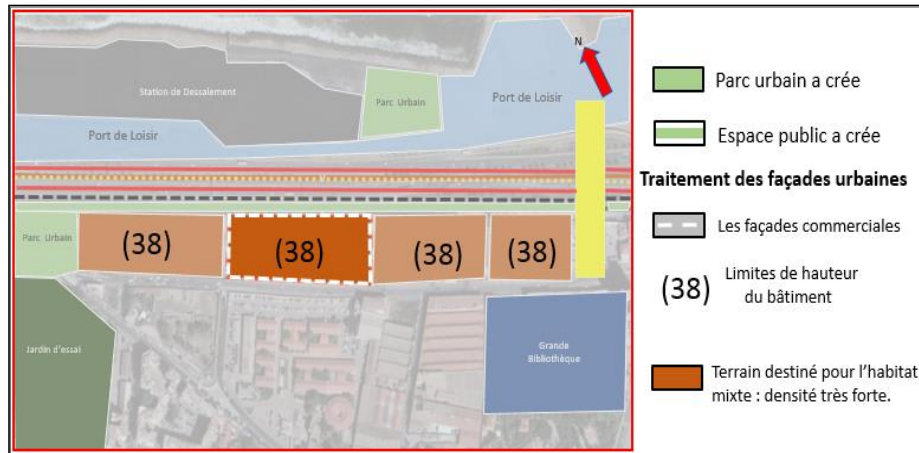 Station de Dessalement
Parc Urbain
Port de Loisir
N
Port de Loisir
Parc Urbain
(38)
(38)
(38)
(38)
Jardin d'essai
Grande
Bibliothèque
Parc urbain a crée
Espace public a crée
Traitement des façades urbaines
Les façades commerciales
(38)
Limites de hauteur
du bâtiment
Terrain destiné pour l'habitat
mixte : densité très forte.